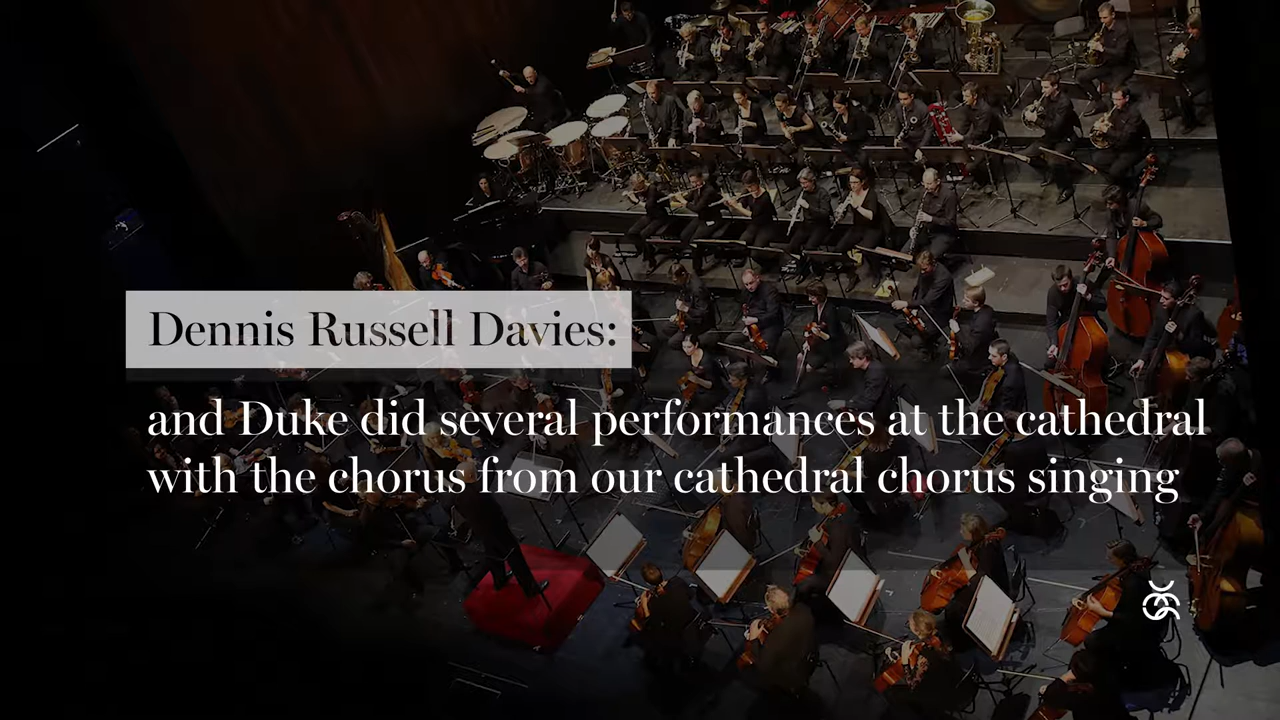 Dennis Russell Davies:
and Duke did several performances at the cathedral
with the chorus from our cathedral chorus singing